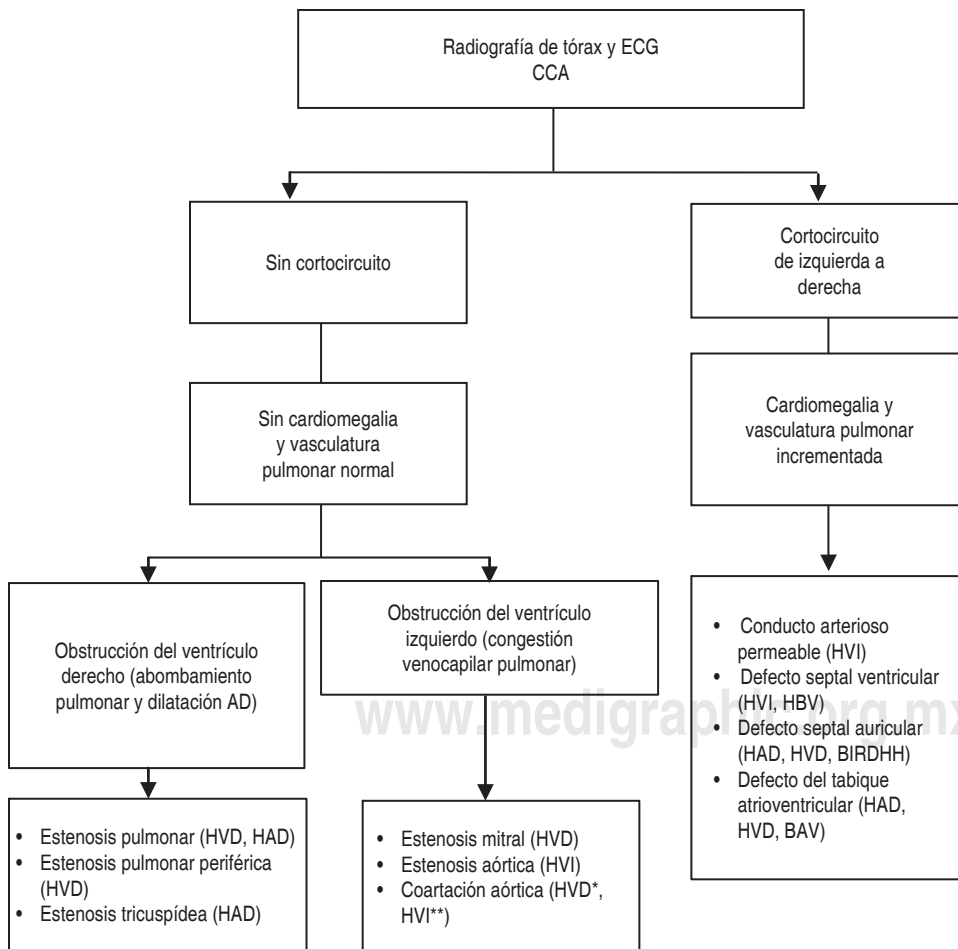 Radiografía de tórax y ECG
CCA
Sin cortocircuito
Cortocircuito
de izquierda a
derecha
Sin cardiomegalia
y vasculatura
pulmonar normal
Cardiomegalia y
vasculatura pulmonar
incrementada
Obstrucción del ventrículo
derecho (abombamiento
pulmonar y dilatación AD)
Obstrucción del ventrículo
izquierdo (congestión
venocapilar pulmonar)
• Conducto arterioso
permeable (HVI)
• Defecto septal ventricular
(HVI, HBV)
• Defecto septal auricular
(HAD, HVD, BIRDHH)
• Defecto del tabique
atrioventricular (HAD,
HVD, BAV)
www.medigraphic.org.mx
• Estenosis pulmonar (HVD, HAD)
• Estenosis pulmonar periférica
(HVD)
• Estenosis tricuspídea (HAD)
• Estenosis mitral (HVD)
• Estenosis aórtica (HVI)
• Coartación aórtica (HVD*,
HVI**)